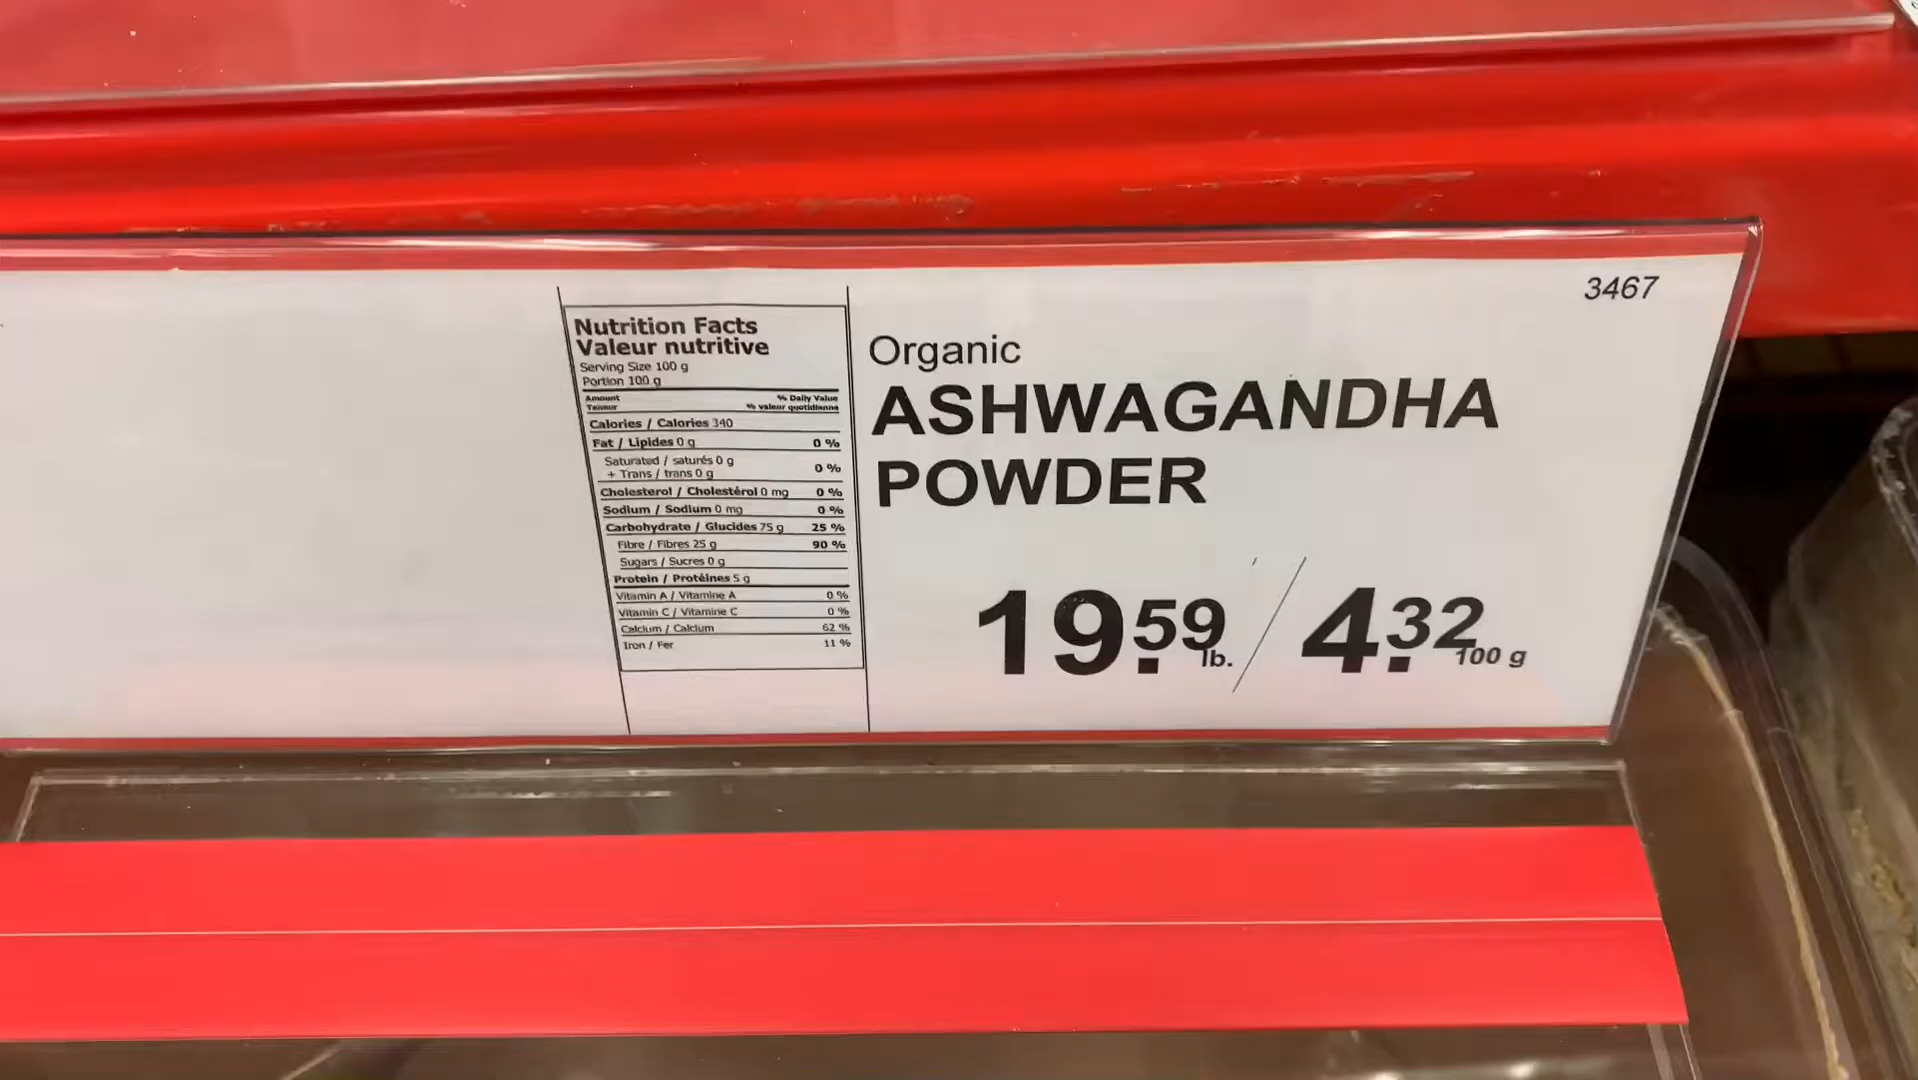 3467
Nutrition Facts
Valeur nutritive
Serving Size 100 g
Portion 100 g
Amount % Daily Value
Teneur % valeur quotidienne
Calories / Calories 340
Fat / Lipides 0 g 0 %
Saturated / saturés 0 g
+ Trans / trans 0 g 0 %
Cholesterol / Cholestérol 0 mg 0 %
Sodium / Sodium 0 mg 0 %
Carbohydrate / Glucides 75 g 25 %
Fibre / Fibres 25 g 90 %
Sugars / Sucres 0 g
Protein / Protéines 5 g
Vitamin A / Vitamine A 0 %
Vitamin C / Vitamine C 0 %
Calcium / Calcium 62 %
Iron / Fer 11 %
Organic
ASHWAGANDHA
POWDER
19.59 lb. / 4.32 100 g